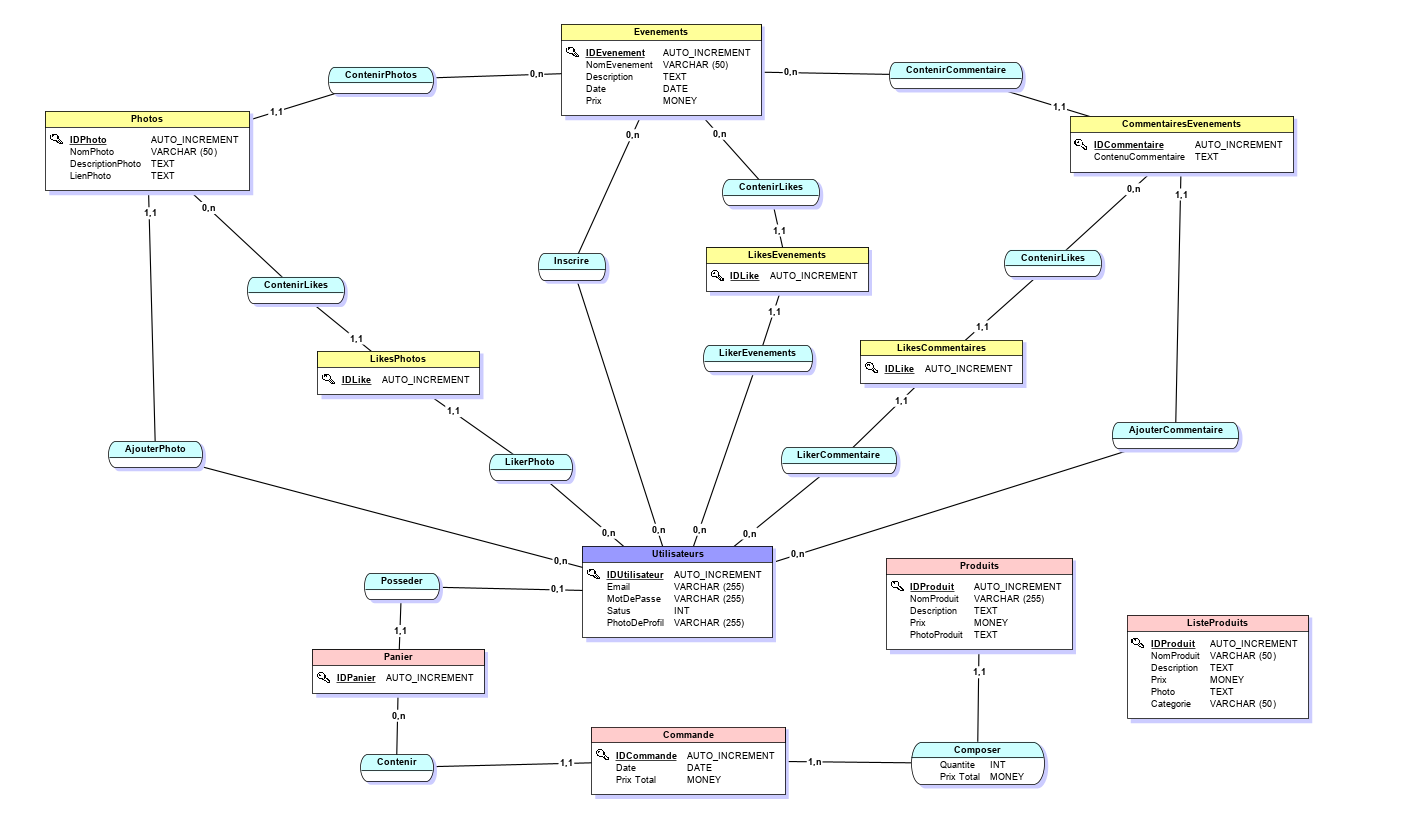 Evenements
IDEvenement AUTO_INCREMENT
NomEvenement VARCHAR (50)
Description TEXT
Date DATE
Prix MONEY
ContenirPhotos
0,n
1,1
0,n
ContenirCommentaire
1,1
Photos
IDPhoto AUTO_INCREMENT
NomPhoto VARCHAR (50)
DescriptionPhoto TEXT
LienPhoto TEXT
CommentairesEvenements
IDCommentaire AUTO_INCREMENT
ContenuCommentaire TEXT
0,n
0,n
ContenirLikes
1,1
0,n
1,1
1,1
0,n
Inscrire
LikesEvenements
IDLike AUTO_INCREMENT
ContenirLikes
ContenirLikes
1,1
1,1
1,1
LikesPhotos
IDLike AUTO_INCREMENT
LikerEvenements
LikesCommentaires
IDLike AUTO_INCREMENT
1,1
1,1
AjouterPhoto
LikerPhoto
LikerCommentaire
AjouterCommentaire
0,n
0,n
0,n
0,n
0,n
0,n
Utilisateurs
IDUtilisateur AUTO_INCREMENT
Email VARCHAR (255)
MotDePasse VARCHAR (255)
Satus INT
PhotoDeProfil VARCHAR (255)
Posseder
0,1
1,1
Panier
IDPanier AUTO_INCREMENT
0,n
Contenir
1,1
Commande
IDCommande AUTO_INCREMENT
Date DATE
Prix Total MONEY
1,n
Produits
IDProduit AUTO_INCREMENT
NomProduit VARCHAR (255)
Description TEXT
Prix MONEY
PhotoProduit TEXT
1,1
Composer
Quantite INT
Prix Total MONEY
ListeProduits
IDProduit AUTO_INCREMENT
NomProduit VARCHAR (50)
Description TEXT
Prix MONEY
Photo TEXT
Categorie VARCHAR (50)